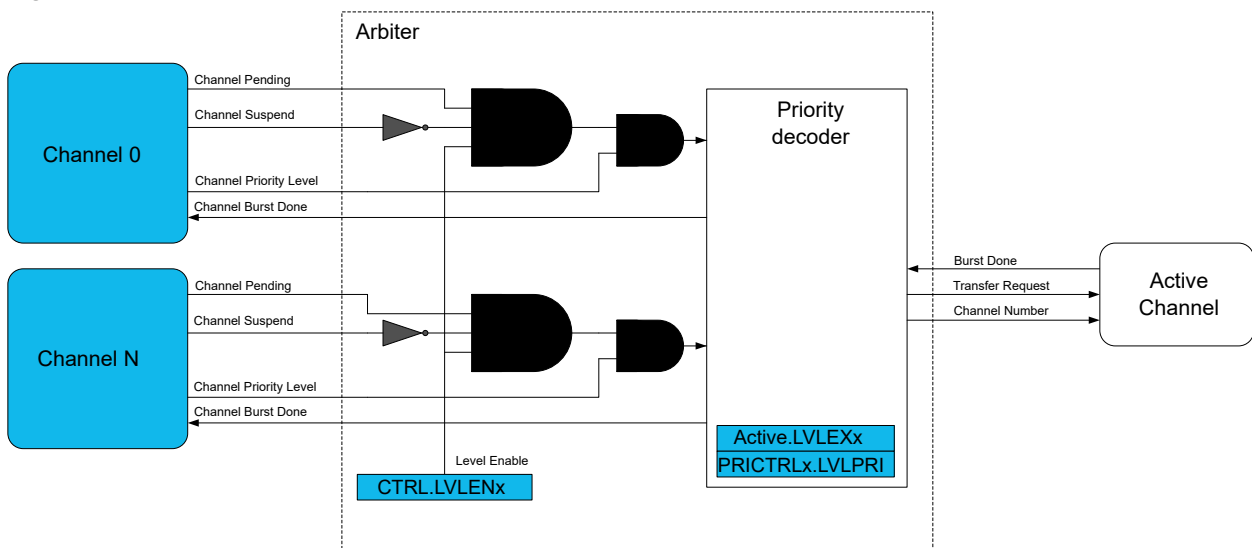 Arbiter
Channel 0
Channel Pending
Channel Suspend
Channel Priority Level
Channel Burst Done
Priority
decoder
Burst Done
Transfer Request
Channel Number
Active
Channel
Channel N
Channel Pending
Channel Suspend
Channel Priority Level
Channel Burst Done
Level Enable
CTRL.LVLENx
Active.LVLEXx
PRICTRLx.LVLPRI